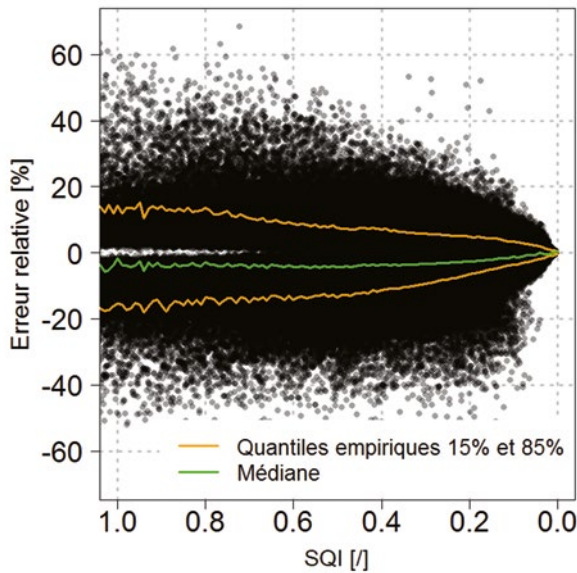 Erreur relative [%]
60
40
20
0
-20
-40
-60
Quantiles empiriques 15% et 85%
Médiane
1.0 0.8 0.6 0.4 0.2 0.0
SQI [/]